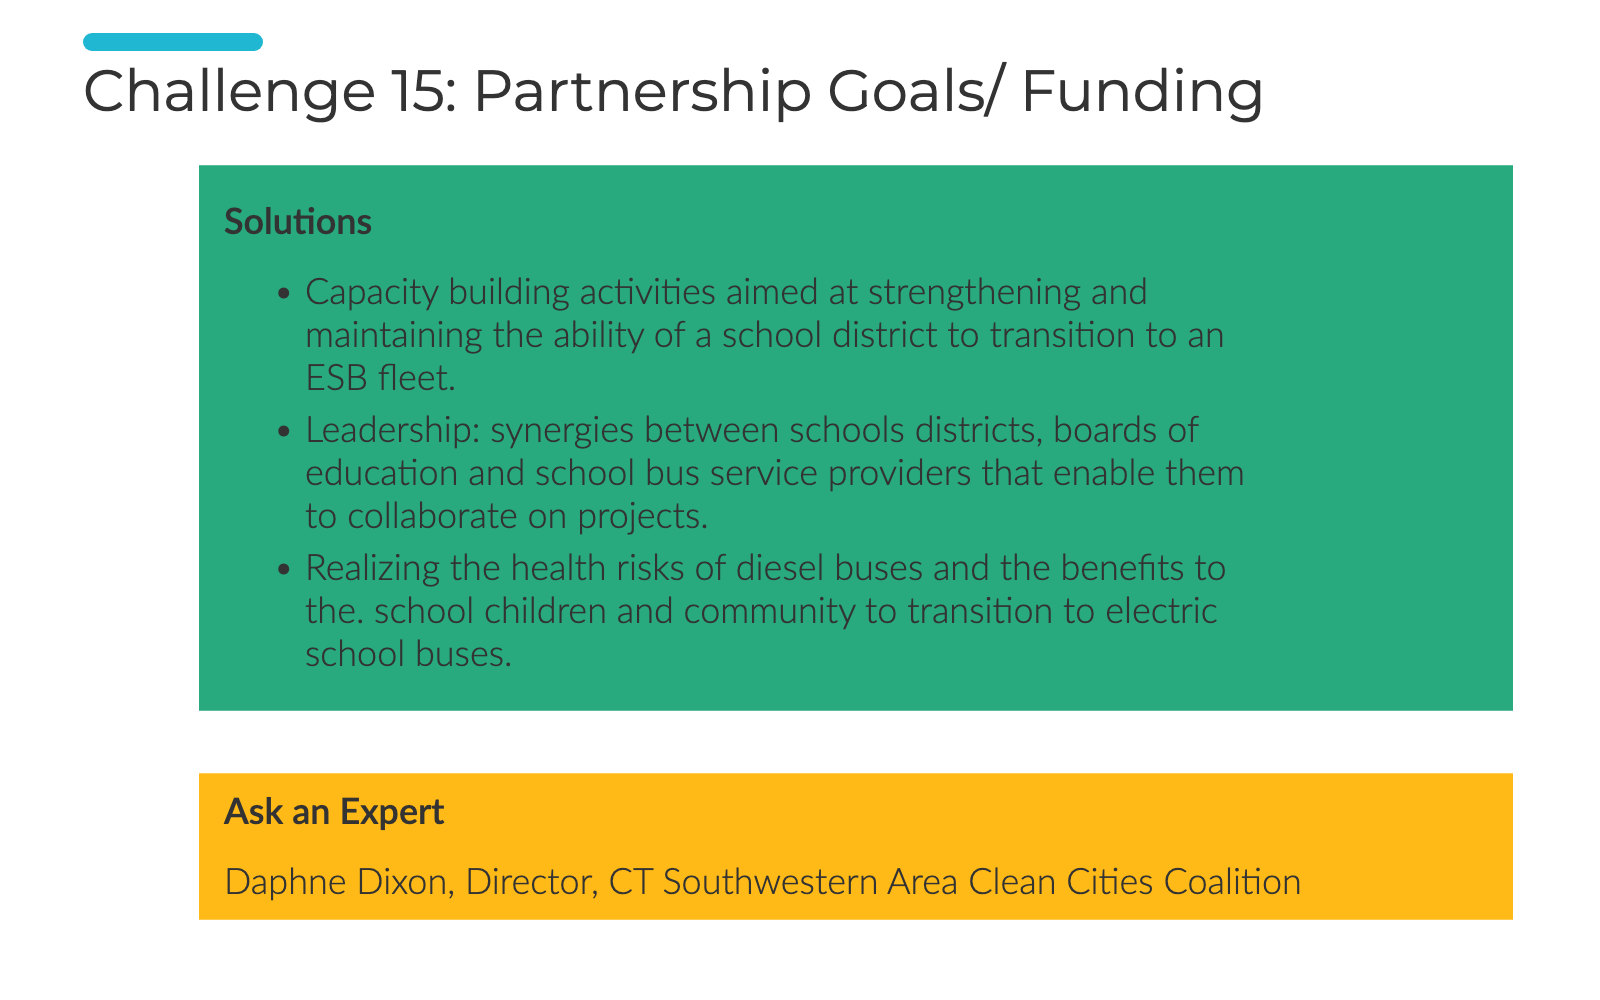 Challenge 15: Partnership Goals/ Funding
Solutions
• Capacity building activities aimed at strengthening and
maintaining the ability of a school district to transition to an
ESB fleet.
• Leadership: synergies between schools districts, boards of
education and school bus service providers that enable them
to collaborate on projects.
• Realizing the health risks of diesel buses and the benefits to
the. school children and community to transition to electric
school buses.
Ask an Expert
Daphne Dixon, Director, CT Southwestern Area Clean Cities Coalition